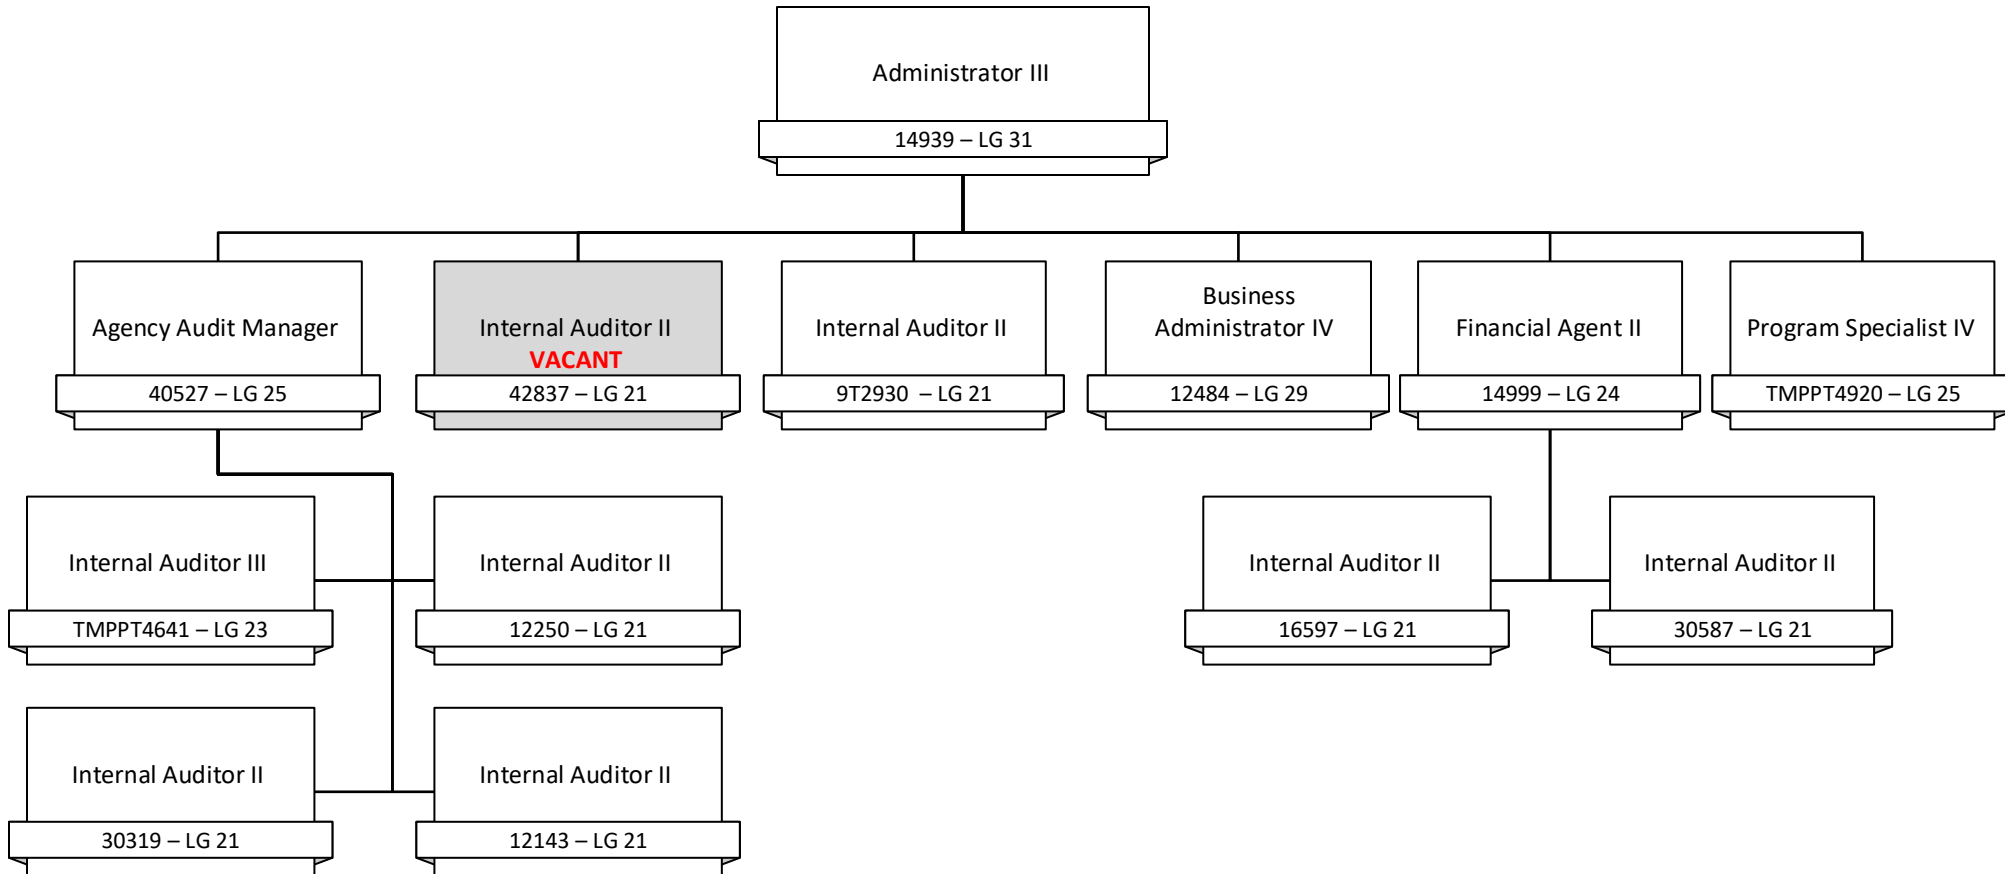 Administrator III
14939 – LG 31
Agency Audit Manager
40527 – LG 25
Internal Auditor II
VACANT
42837 – LG 21
Internal Auditor II
9T2930  – LG 21
Business
Administrator IV
12484 – LG 29
Financial Agent II
14999 – LG 24
Program Specialist IV
TMPPT4920 – LG 25
Internal Auditor III
TMPPT4641 – LG 23
Internal Auditor II
12250 – LG 21
Internal Auditor II
16597 – LG 21
Internal Auditor II
30587 – LG 21
Internal Auditor II
30319 – LG 21
Internal Auditor II
12143 – LG 21